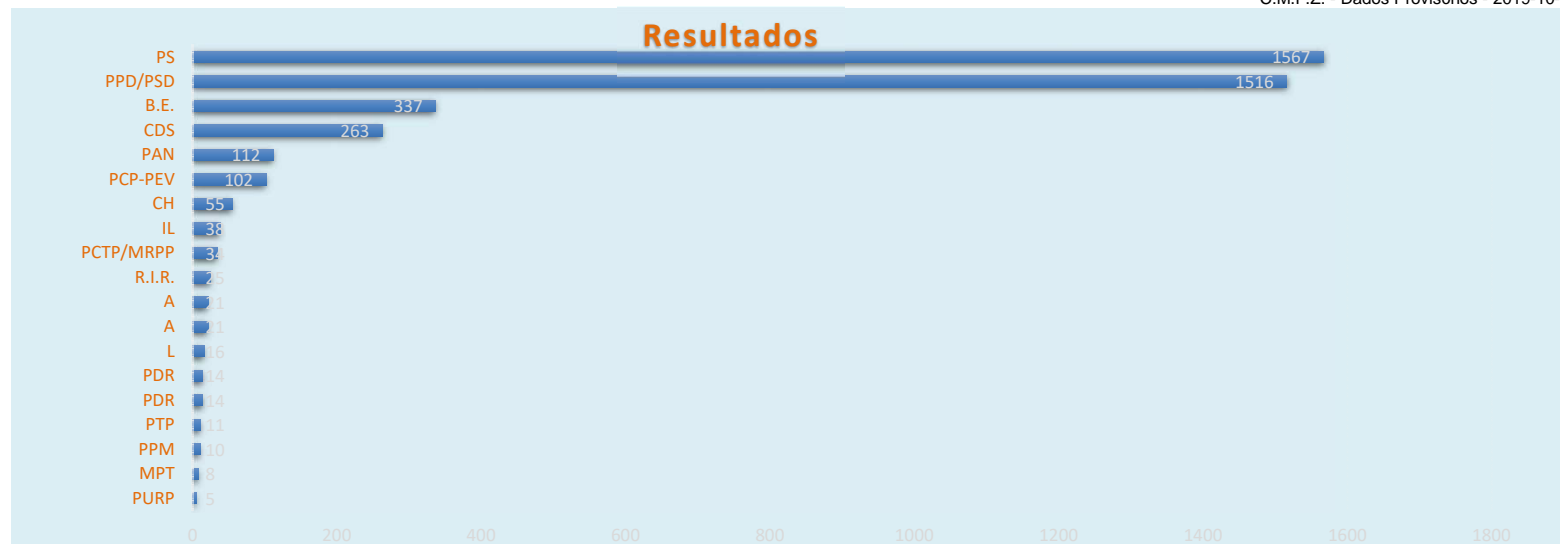 Resultados
PS 1567
PPD/PSD 1516
B.E. 337
CDS 263
PAN 112
PCP-PEV 102
CH 55
IL 38
PCTP/MRPP 34
R.I.R. 25
A 21
A 21
L 16
PDR 14
PDR 14
PTP 11
PPM 10
MPT 8
PURP 5
0 200 400 600 800 1000 1200 1400 1600 1800